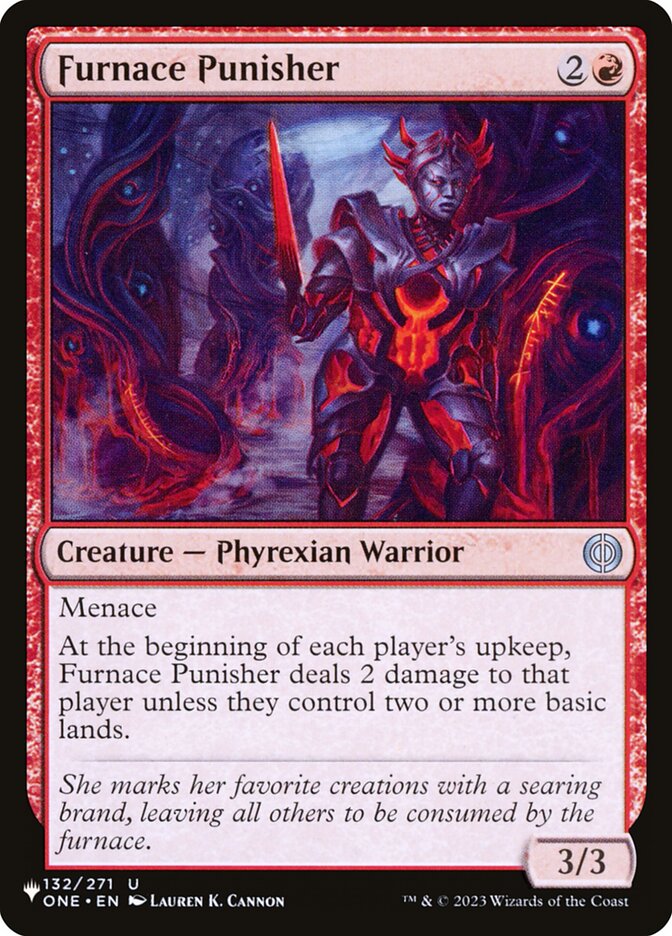 Furnace Punisher 2
Creature — Phyrexian Warrior
Menace
At the beginning of each player's upkeep,
Furnace Punisher deals 2 damage to that
player unless they control two or more basic
lands.
She marks her favorite creations with a searing
brand, leaving all others to be consumed by the
furnace.
3/3
132/271 U
ONE • EN Lauren K. Cannon
™ & © 2023 Wizards of the Coast